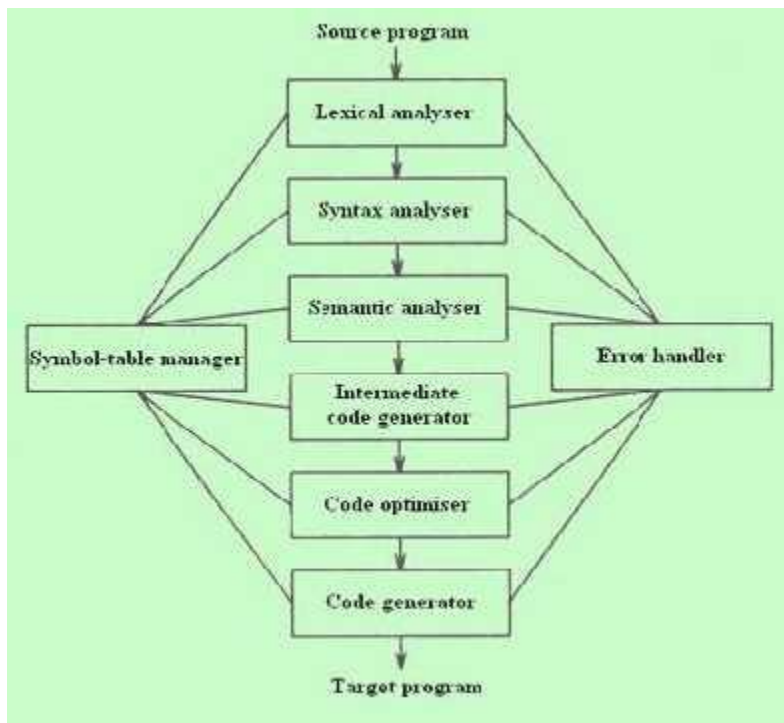 Source program
Lexical analyser
Syntax analyser
Semantic analyser
Symbol-table manager
Error handler
Intermediate
code generator
Code optimiser
Code generator
Target program